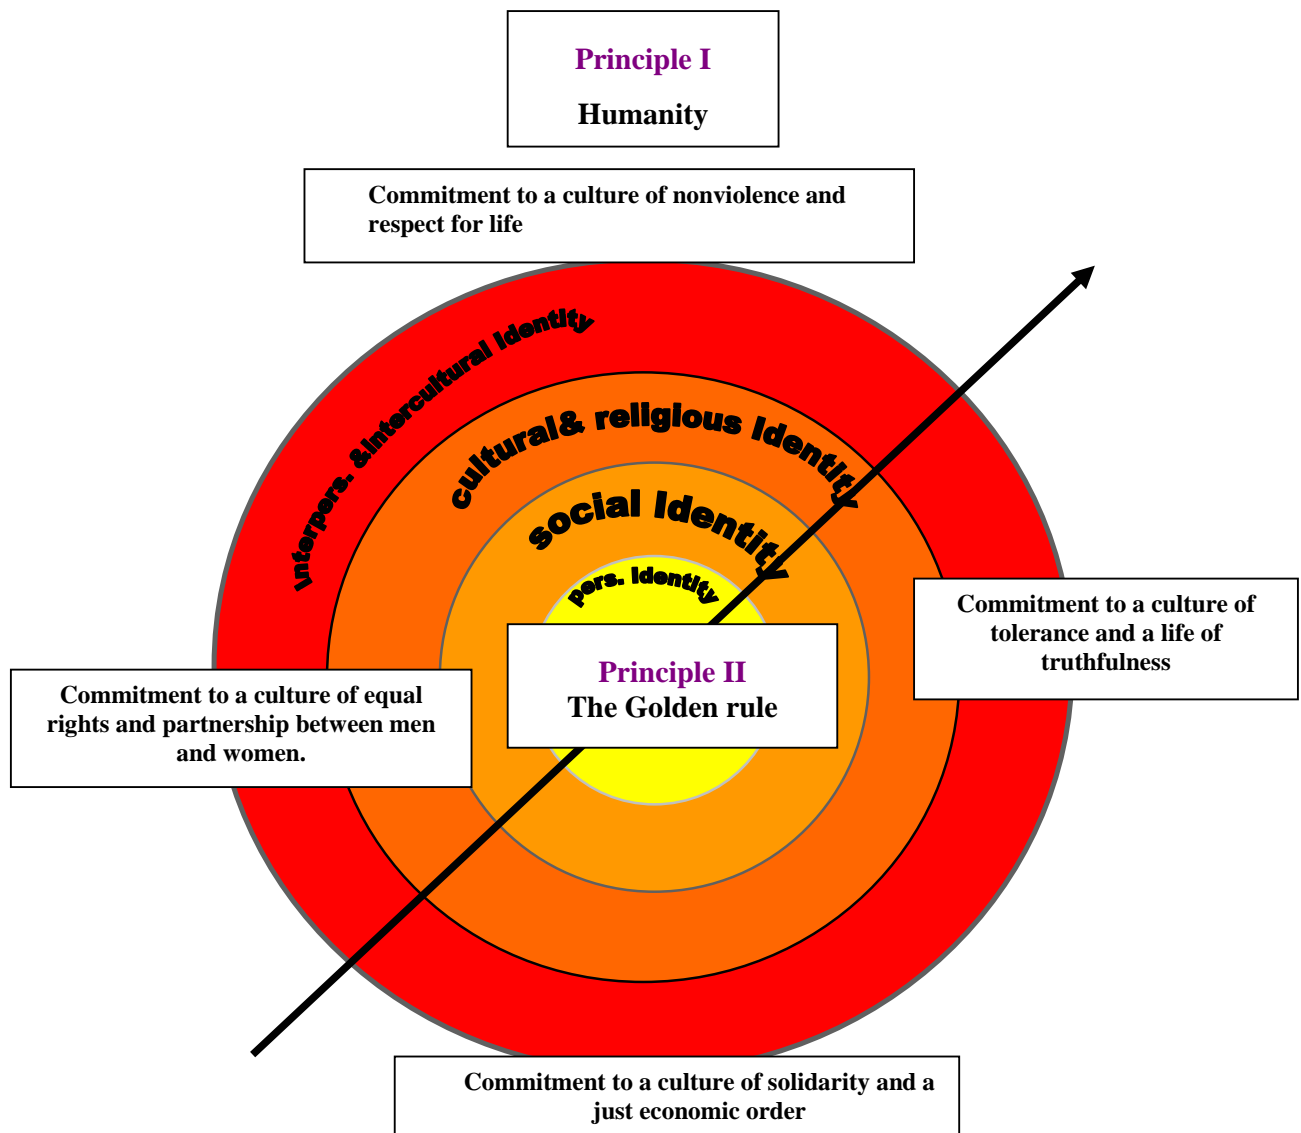 Principle I
Humanity
Commitment to a culture of nonviolence and
respect for life
Interpers. &Intercultural Identity
cultural& religious Identity
social Identity
pers. Identity
Commitment to a culture of
tolerance and a life of
truthfulness
Principle II
The Golden rule
Commitment to a culture of equal
rights and partnership between men
and women.
Commitment to a culture of solidarity and a
just economic order